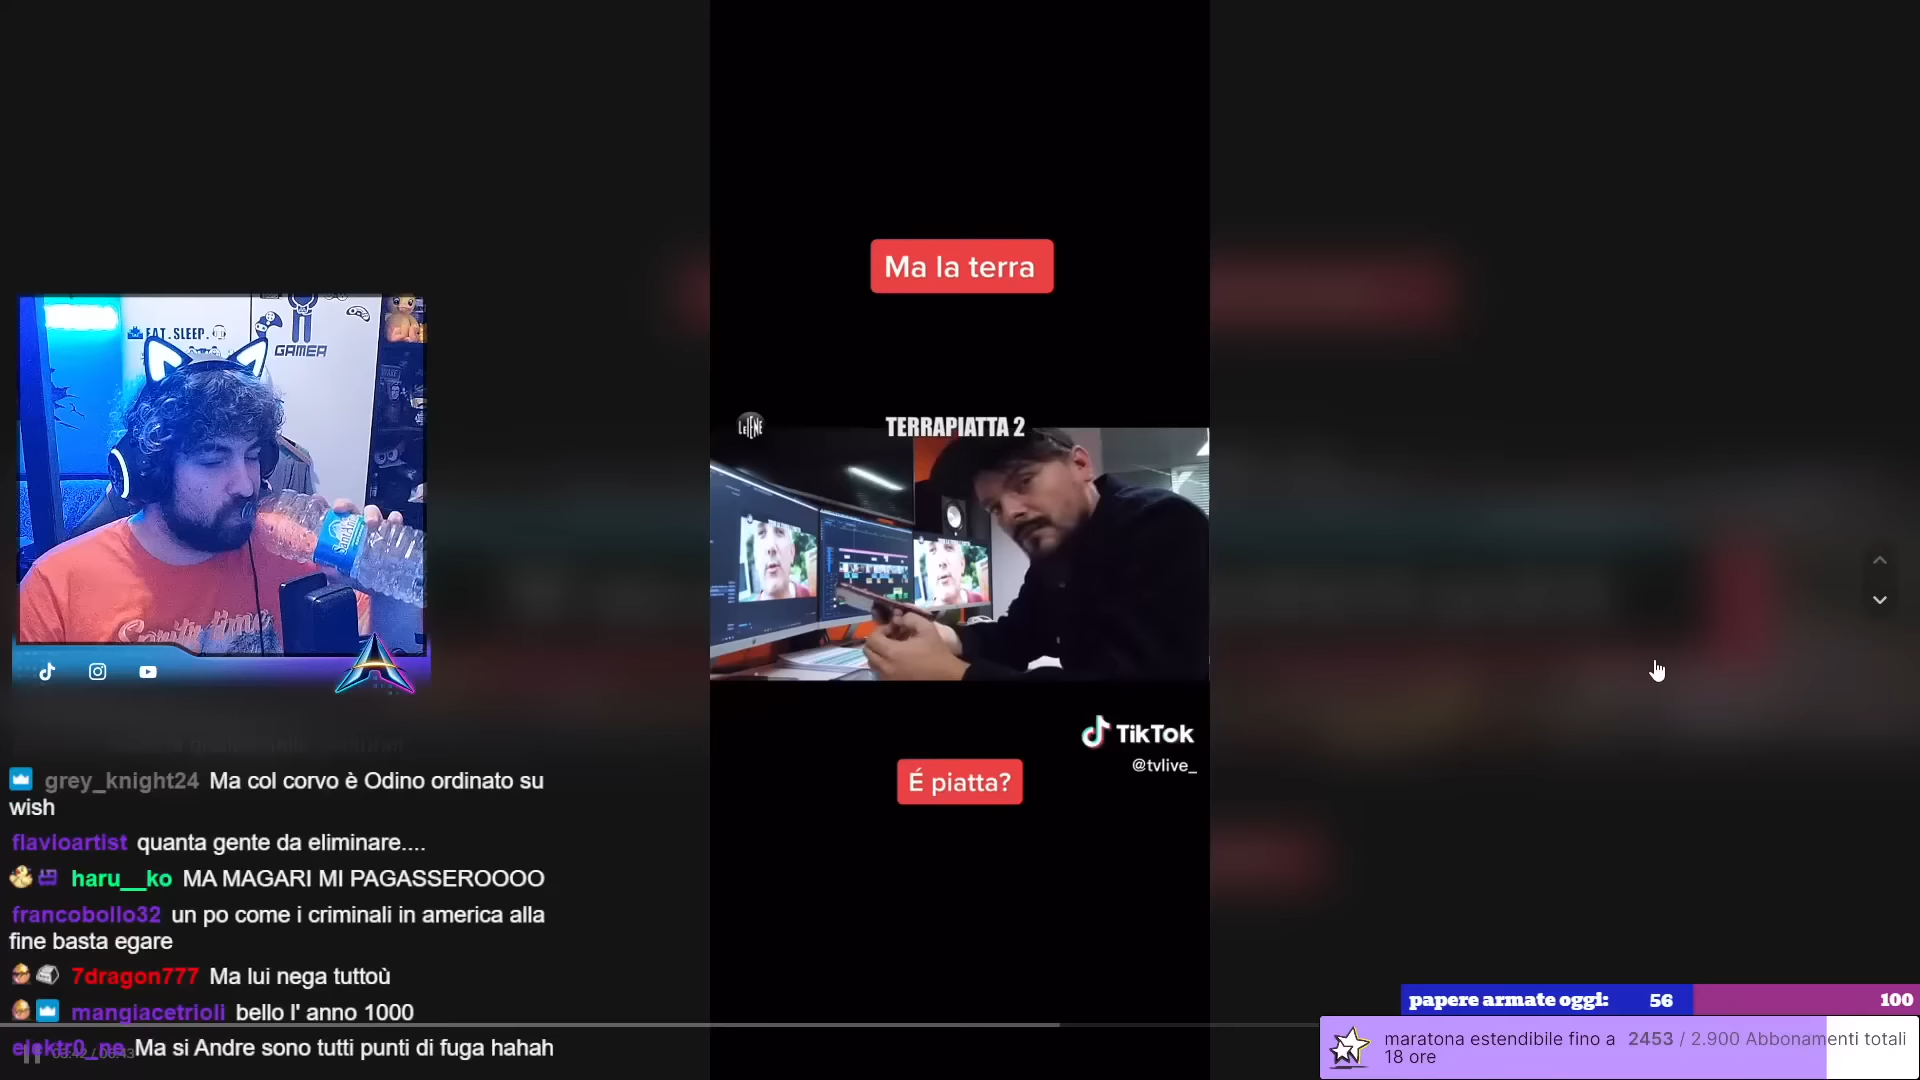 Ma la terra
LE IENE
TERRAPIATTA 2
TikTok
@tvlive_
É piatta?
EAT.SLEEP.
GAMER
grey_knight24 Ma col corvo è Odino ordinato su
wish
flavioartist quanta gente da eliminare....
haru__ko MA MAGARI MI PAGASSEROOOO
francobollo32 un po come i criminali in america alla
fine basta egare
7dragon777 Ma lui nega tuttoù
mangiacetrioli bello l' anno 1000
elektr0_ne Ma si Andre sono tutti punti di fuga hahah
papere armate oggi: 56 100
maratona estendibile fino a 2453 / 2.900 Abbonamenti totali
18 ore